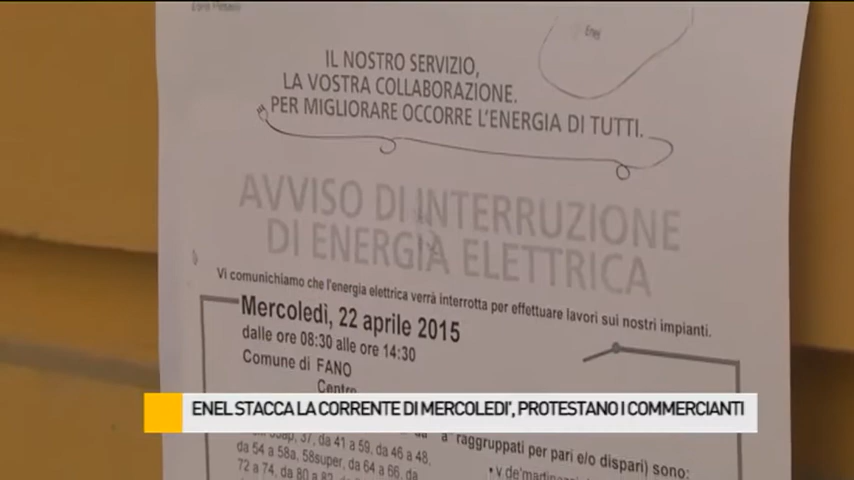 Enel
IL NOSTRO SERVIZIO,
LA VOSTRA COLLABORAZIONE.
PER MIGLIORARE OCCORRE L'ENERGIA DI TUTTI.
AVVISO DI INTERRUZIONE
DI ENERGIA ELETTRICA
Vi comunichiamo che l'energia elettrica verrà interrotta per effettuare lavori sui nostri impianti.
Mercoledì, 22 aprile 2015
dalle ore 08:30 alle ore 14:30
Comune di FANO
Centro
ENEL STACCA LA CORRENTE DI MERCOLEDI', PROTESTANO I COMMERCIANTI
raggruppati per pari e/o dispari) sono:
37, da 41 a 59, da 46 a 48,
da 54 a 58a, 58super, da 64 a 66, da
• v de'
72 a 74, da 80 a